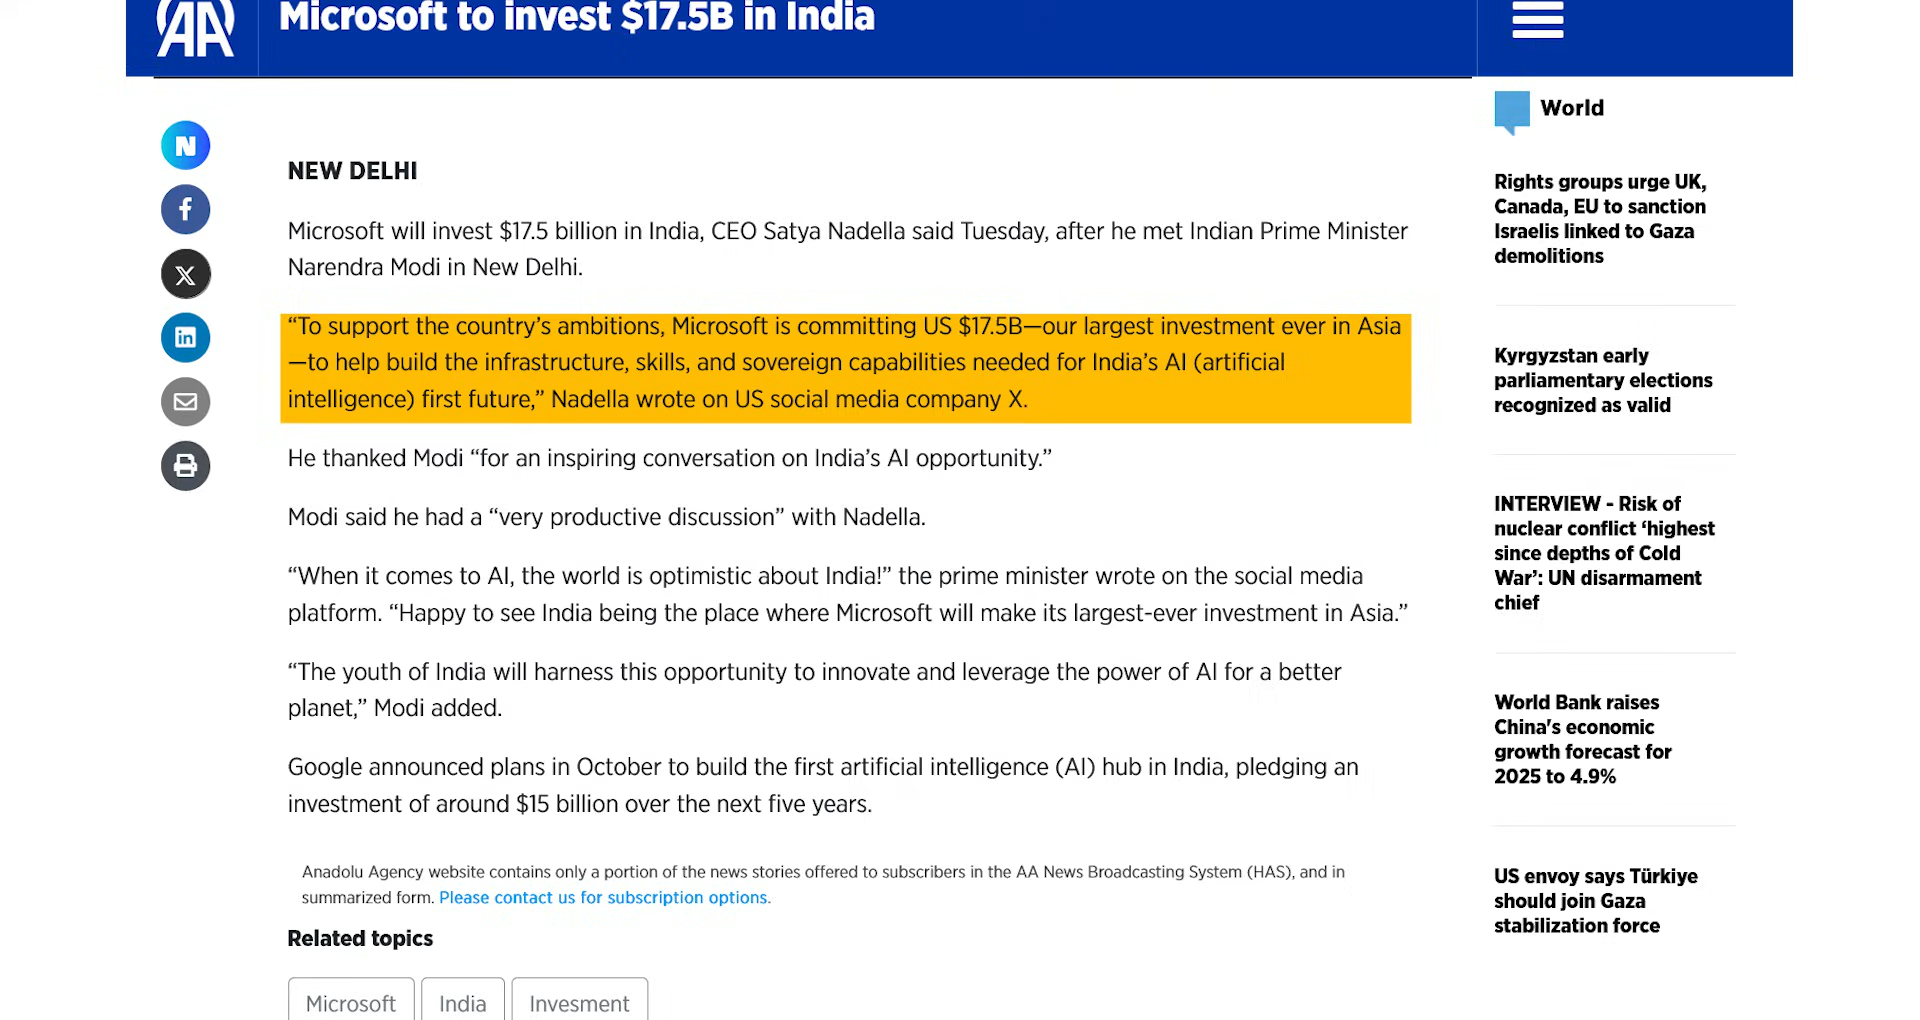 AA
Microsoft to invest $17.5B in India
NEW DELHI
Microsoft will invest $17.5 billion in India, CEO Satya Nadella said Tuesday, after he met Indian Prime Minister
Narendra Modi in New Delhi.
“To support the country’s ambitions, Microsoft is committing US $17.5B—our largest investment ever in Asia
—to help build the infrastructure, skills, and sovereign capabilities needed for India’s AI (artificial
intelligence) first future,” Nadella wrote on US social media company X.
He thanked Modi “for an inspiring conversation on India’s AI opportunity.”
Modi said he had a “very productive discussion” with Nadella.
“When it comes to AI, the world is optimistic about India!” the prime minister wrote on the social media
platform. “Happy to see India being the place where Microsoft will make its largest-ever investment in Asia.”
“The youth of India will harness this opportunity to innovate and leverage the power of AI for a better
planet,” Modi added.
Google announced plans in October to build the first artificial intelligence (AI) hub in India, pledging an
investment of around $15 billion over the next five years.
Anadolu Agency website contains only a portion of the news stories offered to subscribers in the AA News Broadcasting System (HAS), and in
summarized form. Please contact us for subscription options.
Related topics
Microsoft
India
Invesment
World
Rights groups urge UK,
Canada, EU to sanction
Israelis linked to Gaza
demolitions
Kyrgyzstan early
parliamentary elections
recognized as valid
INTERVIEW - Risk of
nuclear conflict ‘highest
since depths of Cold
War’: UN disarmament
chief
World Bank raises
China's economic
growth forecast for
2025 to 4.9%
US envoy says Türkiye
should join Gaza
stabilization force